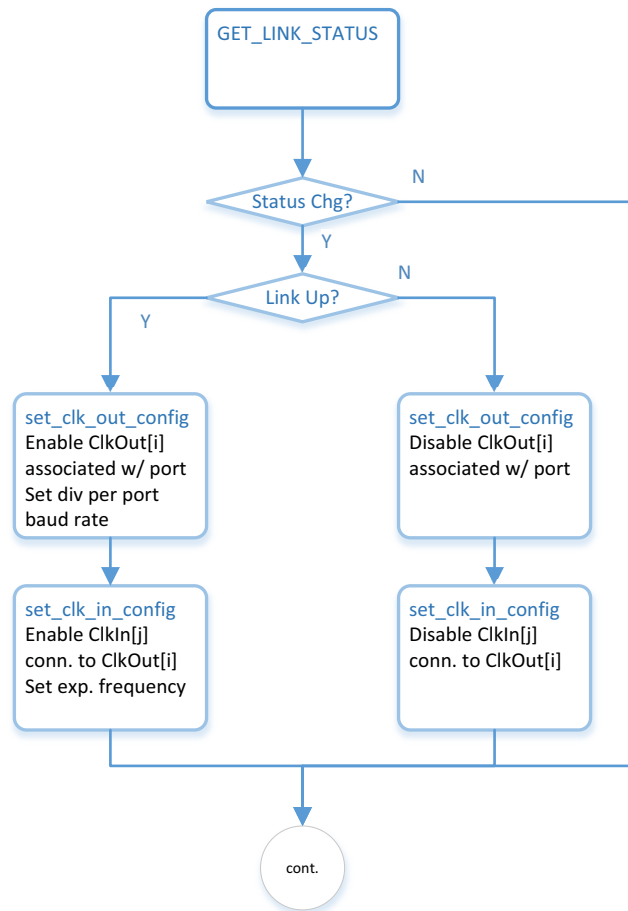 GET_LINK_STATUS
Status Chg?
N
Y
Link Up?
N
Y
set_clk_out_config
Enable ClkOut[i]
associated w/ port
Set div per port
baud rate
set_clk_out_config
Disable ClkOut[i]
associated w/ port
set_clk_in_config
Enable ClkIn[j]
conn. to ClkOut[i]
Set exp. frequency
set_clk_in_config
Disable ClkIn[j]
conn. to ClkOut[i]
cont.